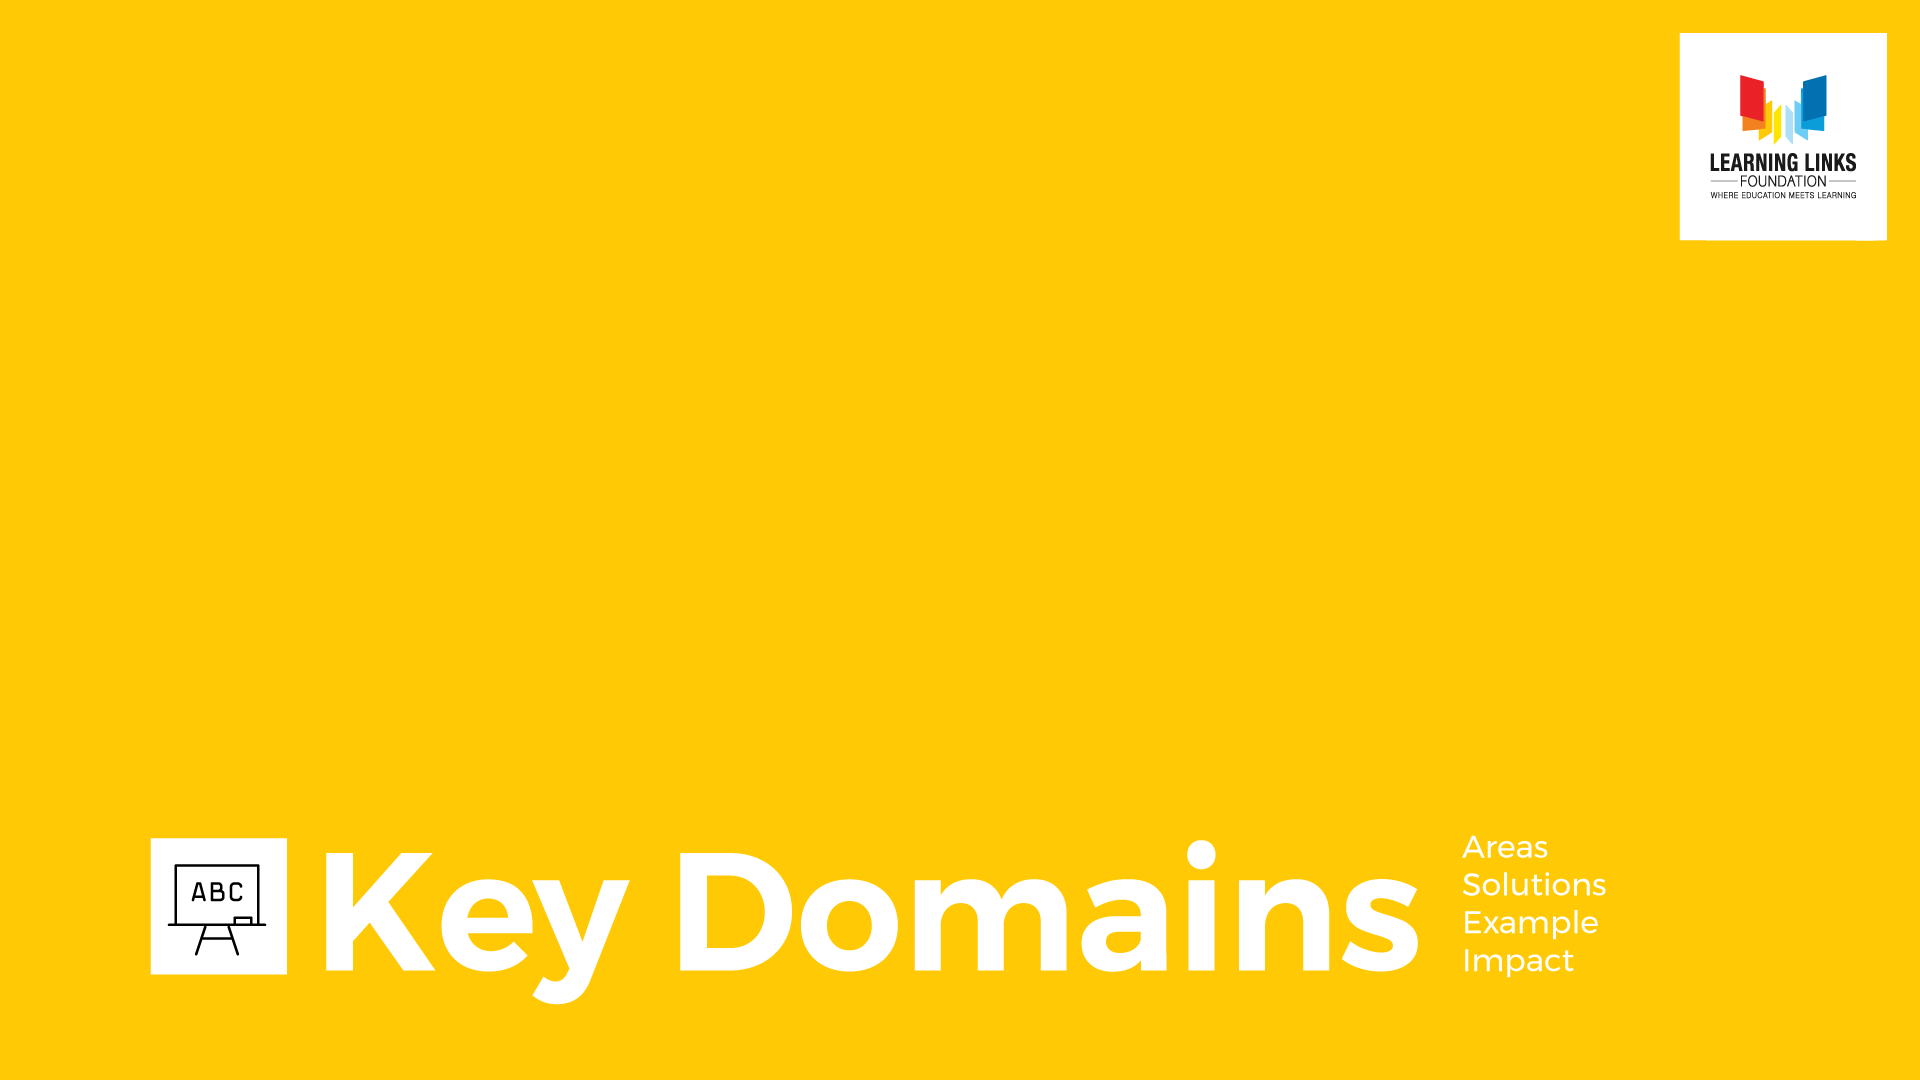 LEARNING LINKS
FOUNDATION
WHERE EDUCATION MEETS LEARNING
ABC
Key Domains
Areas
Solutions
Example
Impact